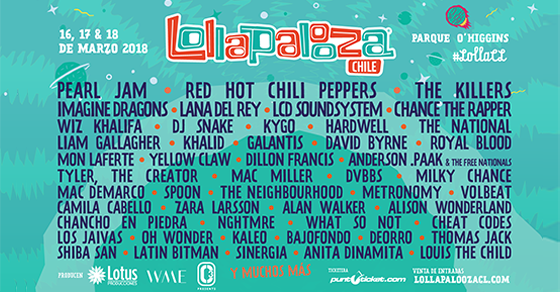 16, 17 & 18
DE MARZO 2018
Lollapalooza
CHILE
PARQUE O'HIGGINS
#LollaCL
PEARL JAM • RED HOT CHILI PEPPERS • THE KILLERS
IMAGINE DRAGONS • LANA DEL REY • LCD SOUNDSYSTEM • CHANCE THE RAPPER
WIZ KHALIFA • DJ SNAKE • KYGO • HARDWELL • THE NATIONAL
LIAM GALLAGHER • KHALID • GALANTIS • DAVID BYRNE • ROYAL BLOOD
MON LAFERTE • YELLOW CLAW • DILLON FRANCIS • ANDERSON .PAAK & THE FREE NATIONALS
TYLER, THE CREATOR • MAC MILLER • DVBBS • MILKY CHANCE
MAC DEMARCO • SPOON • THE NEIGHBOURHOOD • METRONOMY • VOLBEAT
CAMILA CABELLO • ZARA LARSSON • ALAN WALKER • ALISON WONDERLAND
CHANCHO EN PIEDRA • NGHTMRE • WHAT SO NOT • CHEAT CODES
LOS JAIVAS • OH WONDER • KALEO • BAJOFONDO • DEORRO • THOMAS JACK
SHIBA SAN • LATIN BITMAN • SINERGIA • ANITA DINAMITA • LOUIS THE CHILD
PRODUCEN
Lotus
PRODUCCIONES
WME
PRESENTS
Y MUCHOS MÁS
TICKETERA
puntoticket.com
VENTA DE ENTRADAS
LOLLAPALOOZACL.COM